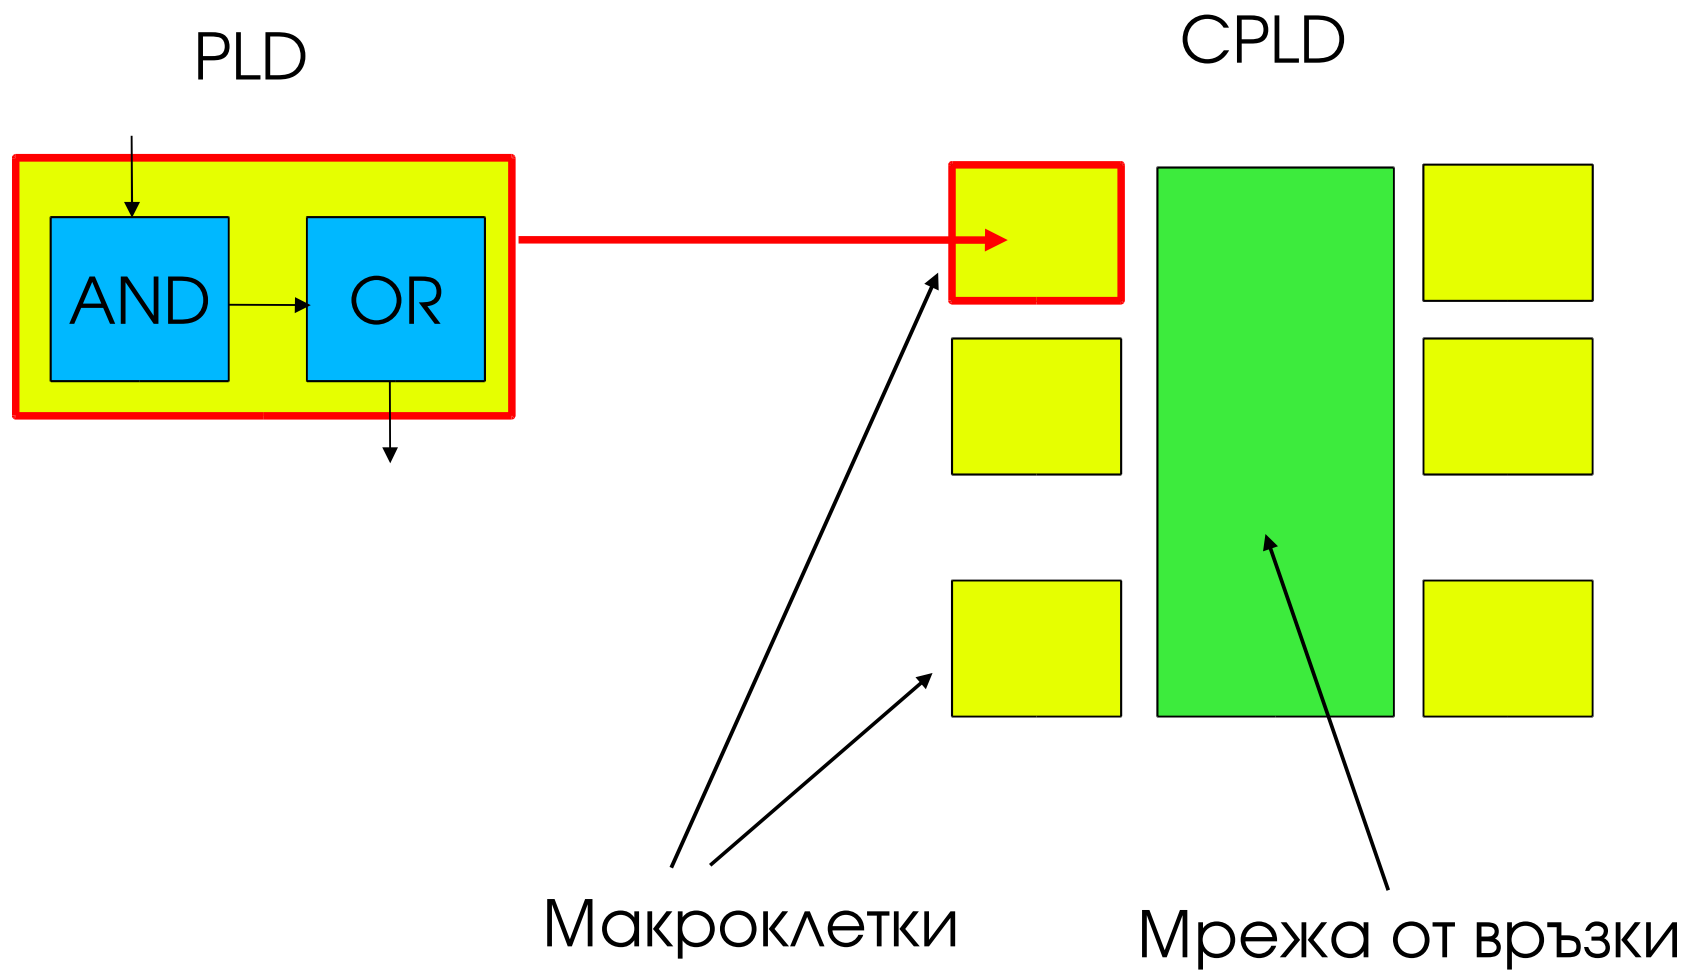 PLD
CPLD
AND
OR
Макроклетки
Мрежа от връзки